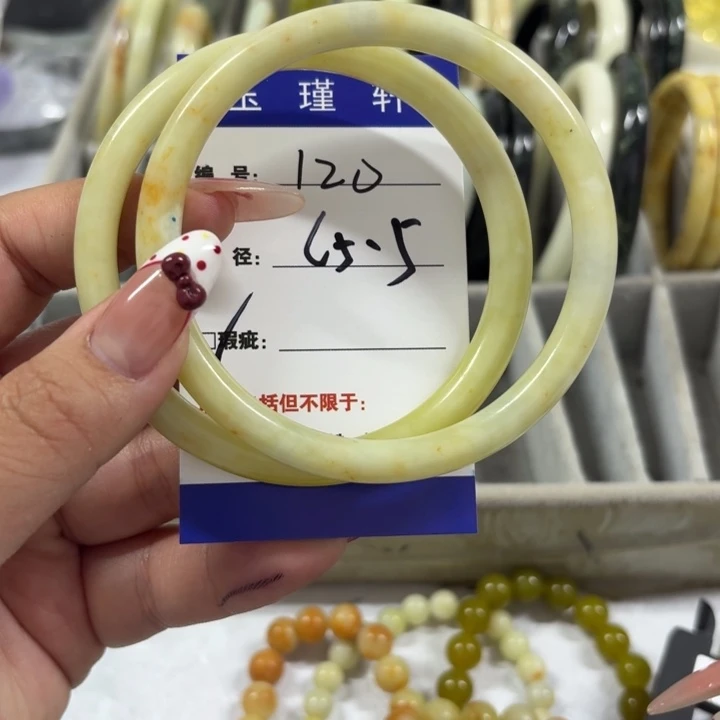 玉 瑾 轩
编 号: 120
径: 65.5
□瑕疵:
括但不限于: